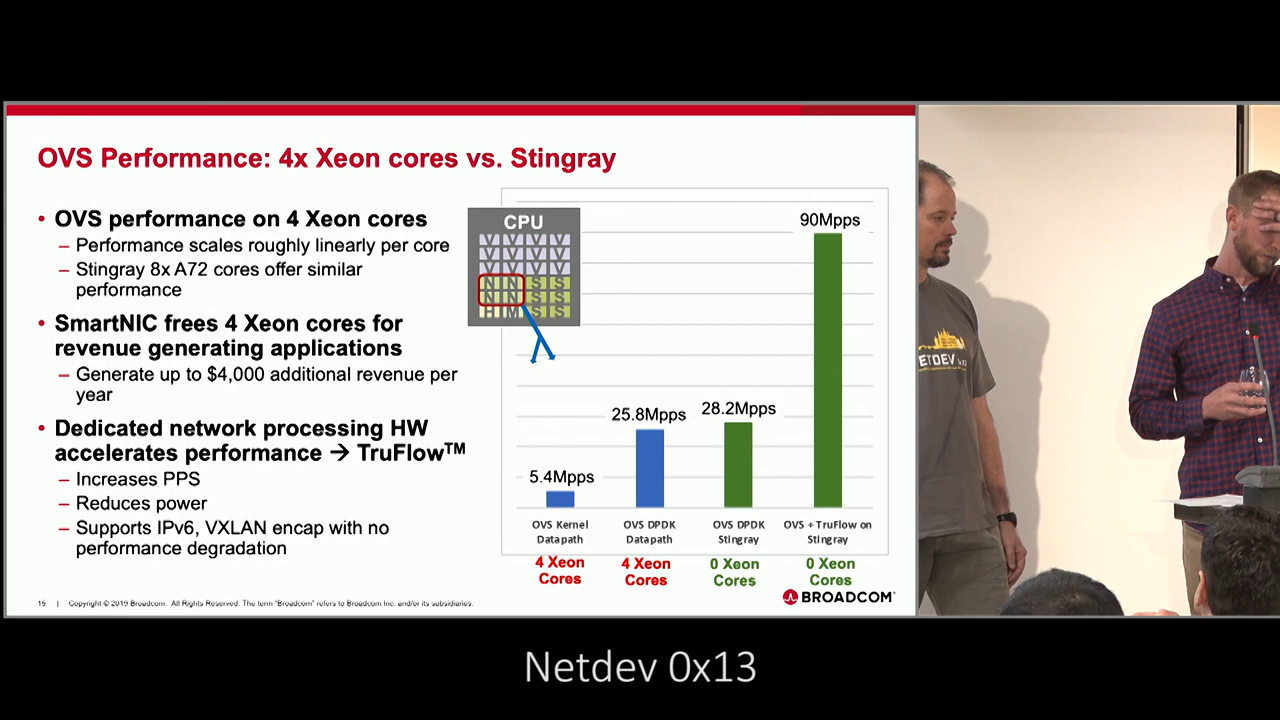 OVS Performance: 4x Xeon cores vs. Stingray
• OVS performance on 4 Xeon cores
– Performance scales roughly linearly per core
– Stingray 8x A72 cores offer similar
performance
• SmartNIC frees 4 Xeon cores for
revenue generating applications
– Generate up to $4,000 additional revenue per
year
• Dedicated network processing HW
accelerates performance → TruFlow™
– Increases PPS
– Reduces power
– Supports IPv6, VXLAN encap with no
performance degradation
CPU
V V V V
V V V V
V V V V
N N S S
N N S S
H M S S
5.4Mpps
25.8Mpps
28.2Mpps
90Mpps
OVS Kernel
Datapath
OVS DPDK
Datapath
OVS DPDK
Stingray
OVS + TruFlow on
Stingray
4 Xeon
Cores
4 Xeon
Cores
0 Xeon
Cores
0 Xeon
Cores
15 | Copyright © 2019 Broadcom. All Rights Reserved. The term “Broadcom” refers to Broadcom Inc. and/or its subsidiaries.
BROADCOM
ETDEV
Netdev 0x13